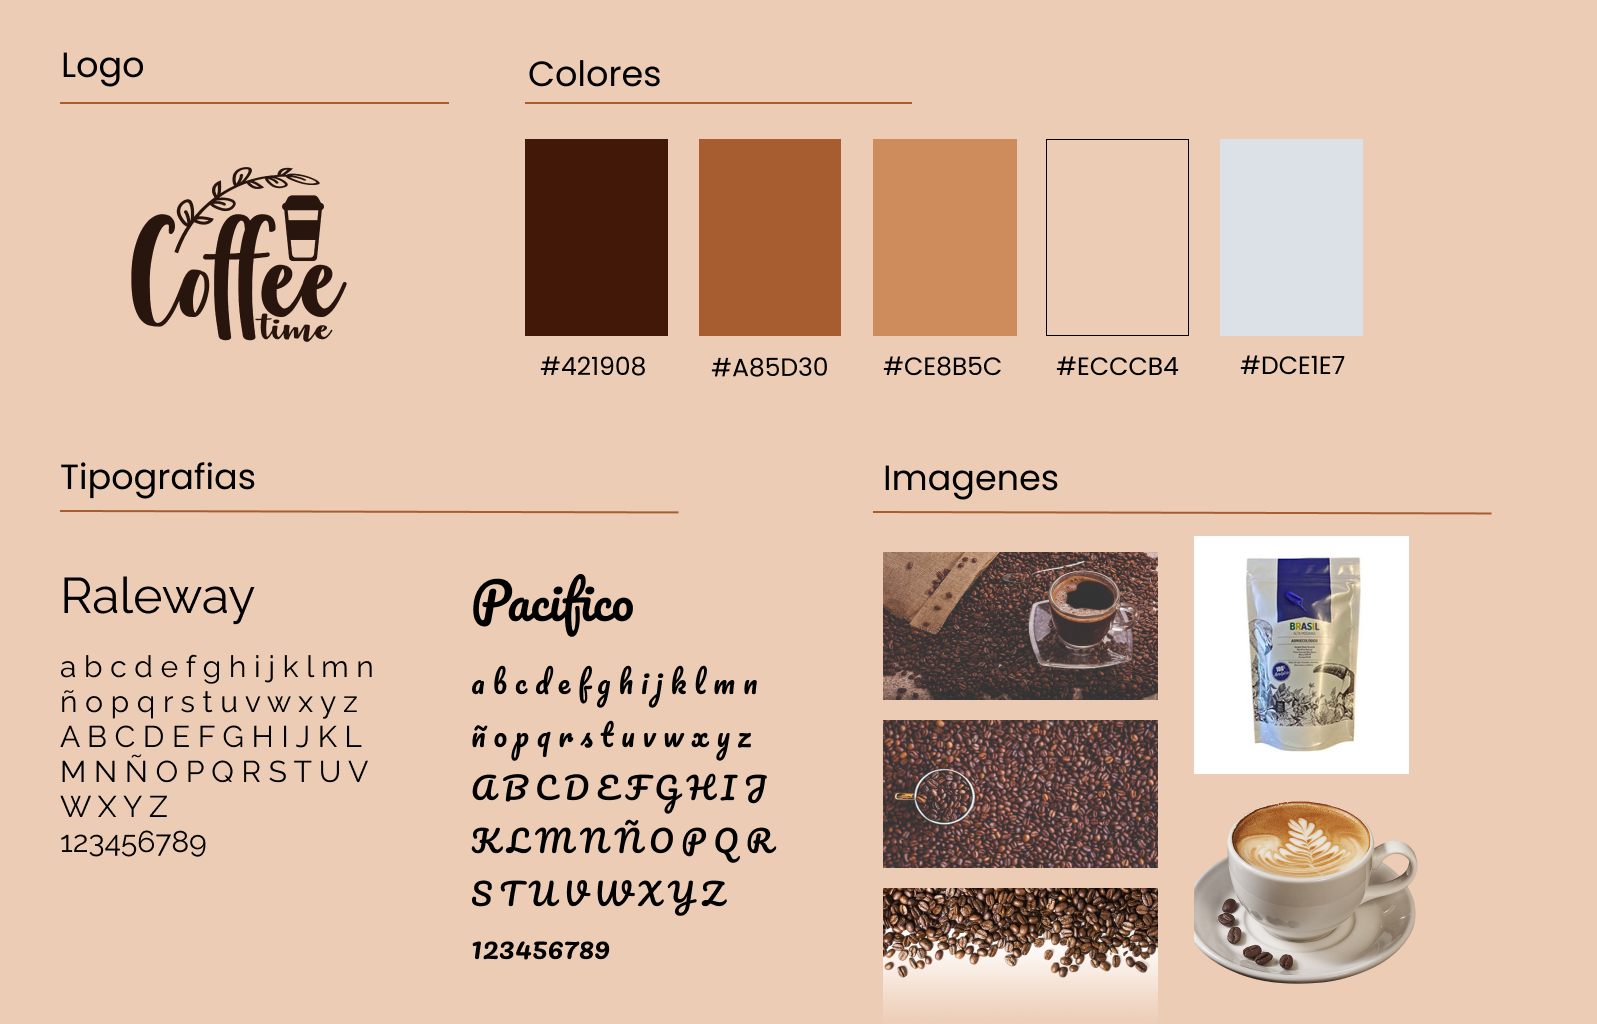 Logo
Coffee
time
Colores
#421908
#A85D30
#CE8B5C
#ECCCB4
#DCE1E7
Tipografias
Raleway
a b c d e f g h i j k l m n
ñ o p q r s t u v w x y z
A B C D E F G H I J K L
M N Ñ O P Q R S T U V
W X Y Z
123456789
Pacifico
a b c d e f g h i j k l m n
ñ o p q r s t u v w x y z
A B C D E F G H I J
K L M N Ñ O P Q R
S T U V W X Y Z
123456789
Imagenes
BRASIL